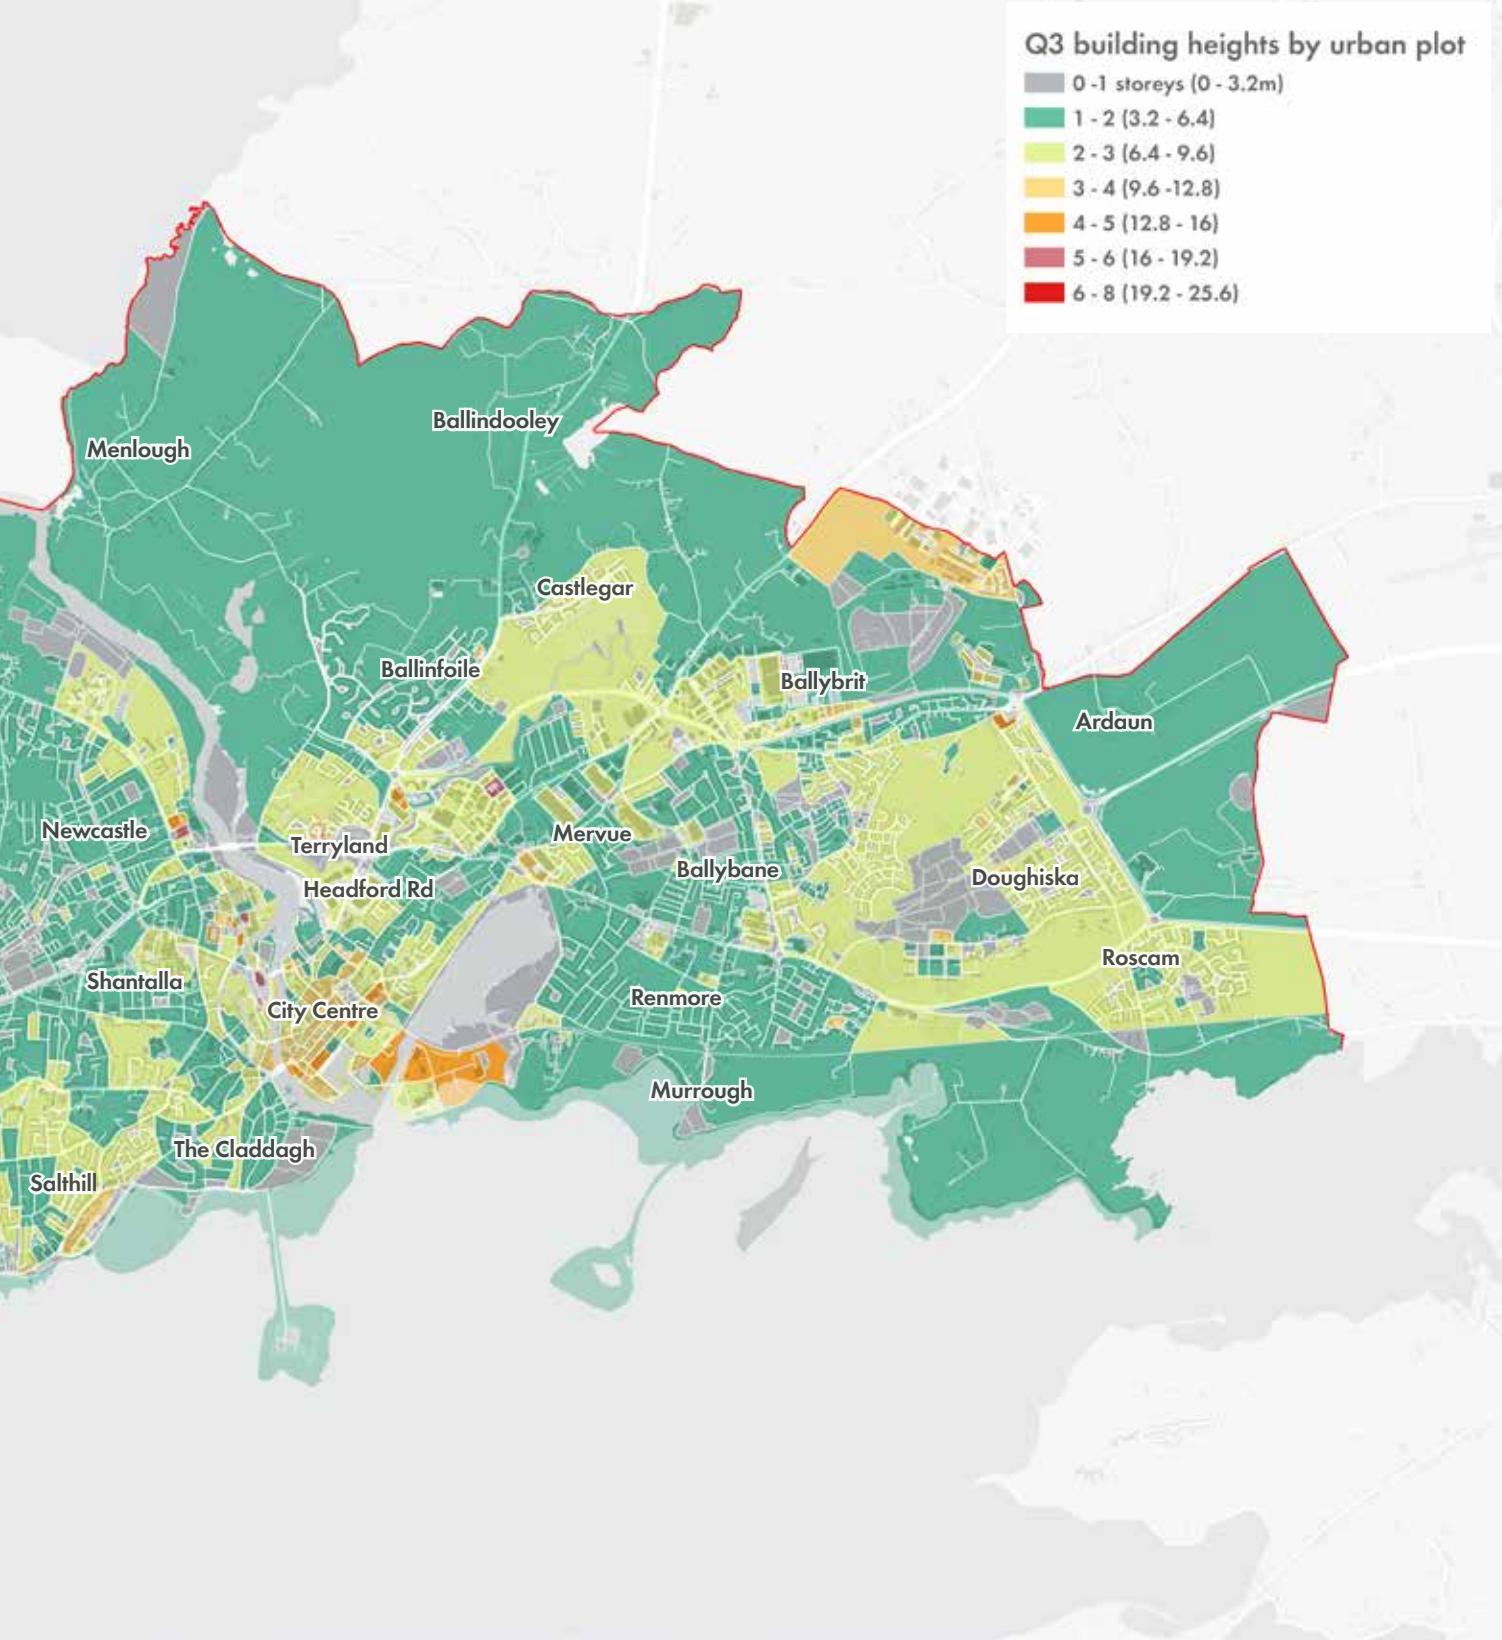 Q3 building heights by urban plot
0 -1 storeys (0 - 3.2m)
1 - 2 (3.2 - 6.4)
2 - 3 (6.4 - 9.6)
3 - 4 (9.6 -12.8)
4 - 5 (12.8 - 16)
5 - 6 (16 - 19.2)
6 - 8 (19.2 - 25.6)
Ballindooley
Menlough
Castlegar
Ballinfoile
Ballybrit
Ardaun
Newcastle
Terryland
Mervue
Ballybane
Doughiska
Headford Rd
Roscam
Shantalla
City Centre
Renmore
Murrough
The Claddagh
Salthill